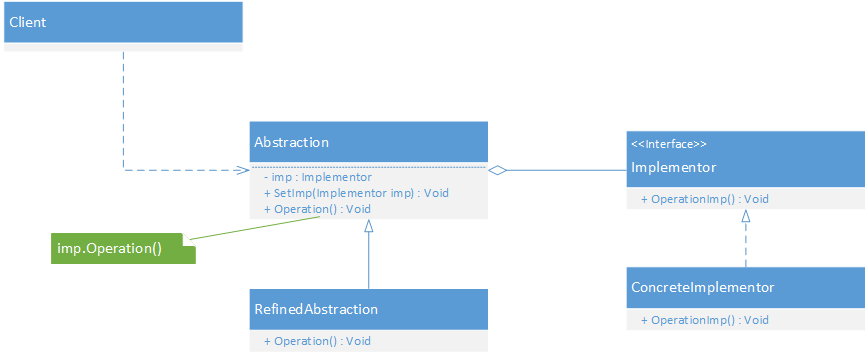 Client
Abstraction
- imp : Implementor
+ SetImp(Implementor imp) : Void
+ Operation() : Void
<<Interface>>
Implementor
+ OperationImp() : Void
imp.Operation()
RefinedAbstraction
+ Operation() : Void
ConcreteImplementor
+ OperationImp() : Void